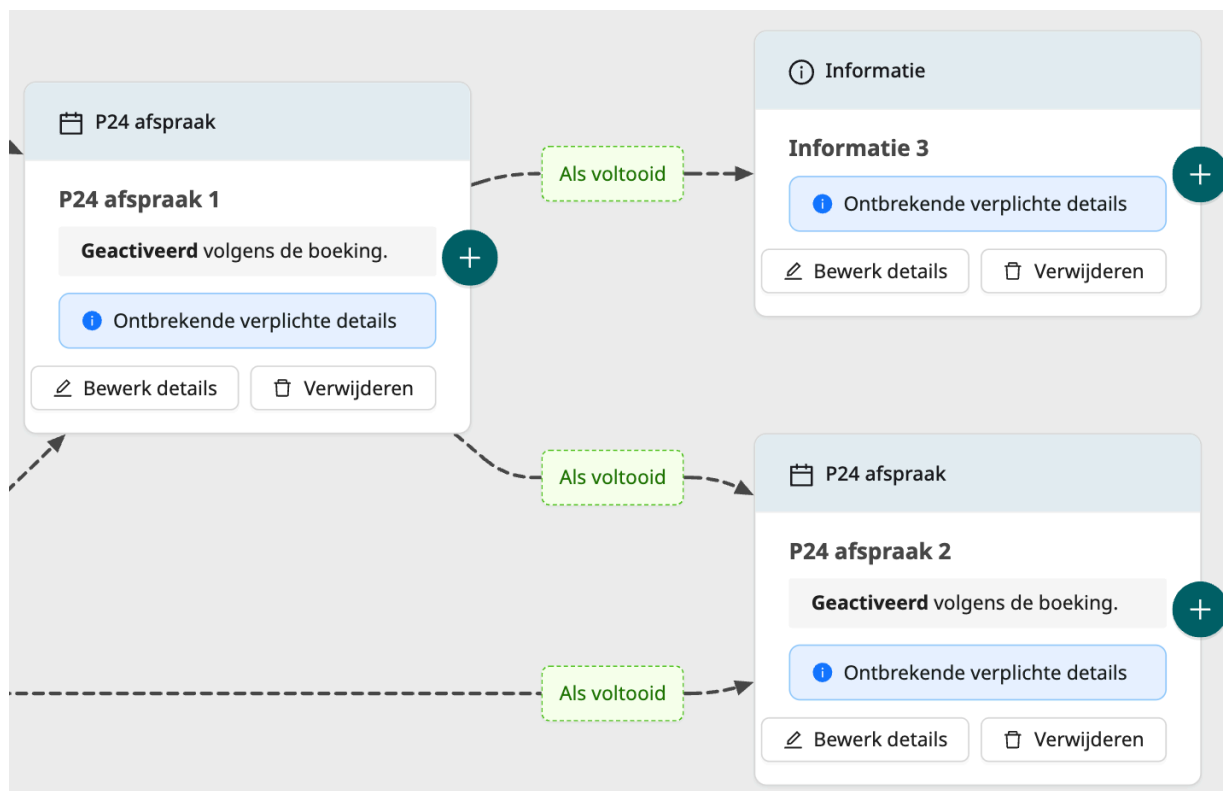 P24 afspraak
P24 afspraak 1
Geactiveerd volgens de boeking.
Ontbrekende verplichte details
Bewerk details
Verwijderen
Als voltooid
Informatie
Informatie 3
Ontbrekende verplichte details
Bewerk details
Verwijderen
Als voltooid
P24 afspraak
P24 afspraak 2
Geactiveerd volgens de boeking.
Ontbrekende verplichte details
Bewerk details
Verwijderen
Als voltooid